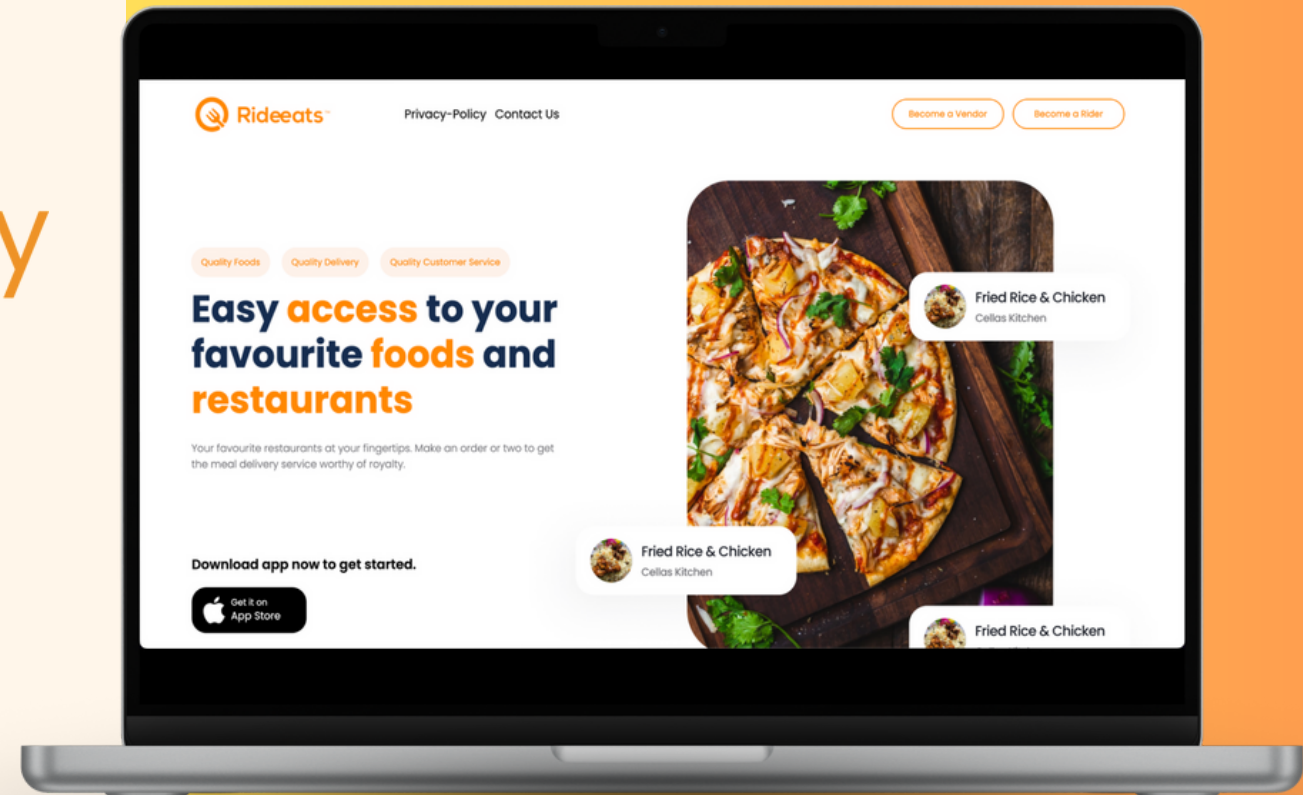 y
Rideeats™
Privacy-Policy Contact Us
Become a Vendor
Become a Rider
Quality Foods
Quality Delivery
Quality Customer Service
Easy access to your
favourite foods and
restaurants
Your favourite restaurants at your fingertips. Make an order or two to get
the meal delivery service worthy of royalty.
Download app now to get started.
Get it on
App Store
Fried Rice & Chicken
Cellas Kitchen
Fried Rice & Chicken
Cellas Kitchen
Fried Rice & Chicken